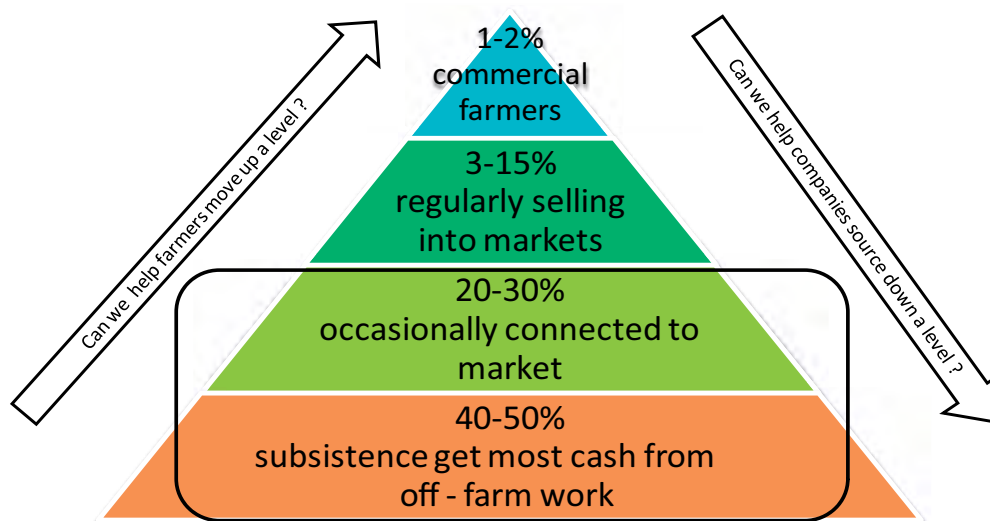 1-2%
commercial
farmers
3-15%
regularly selling
into markets
20-30%
occasionally connected to
market
40-50%
subsistence get most cash from
off - farm work
Can we  help farmers move up a level ?
Can we help companies source down a level ?